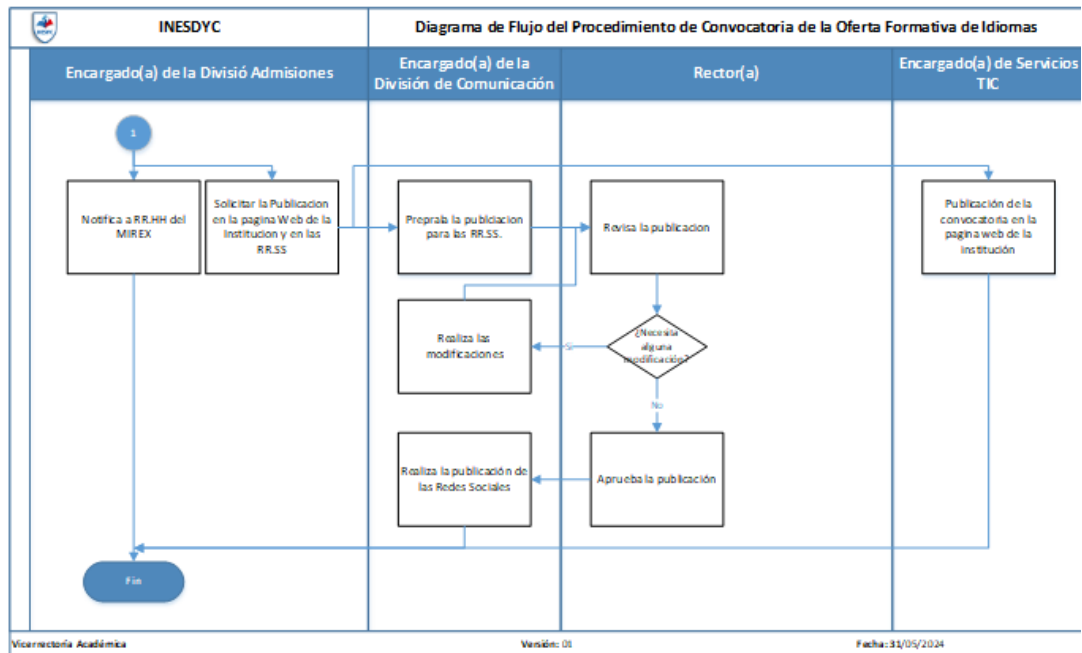 INESDYC
Diagrama de Flujo del Procedimiento de Convocatoria de la Oferta Formativa de Idiomas
Encargado(a) de la Divisió Admisiones
Encargado(a) de la
División de Comunicación
Rector(a)
Encargado(a) de Servicios
TIC
1
Notifica a RR.HH del
MIREX
Solicitar la Publicacion
en la pagina Web de la
Institucion y en las
RR.SS
Prepraía la publciacion
para las RR.SS.
Revisa la publicacion
Publicación de la
convocatoria en la
pagina web de la
institución
Realiza las
modificaciones
Si
¿Necesita
alguna
modificación?
No
Realiza la publicación de
las Redes Sociales
Aprueba la publicación
Fin
Vicerrectoría Académica
Versión: 01
Fecha: 31/05/2024